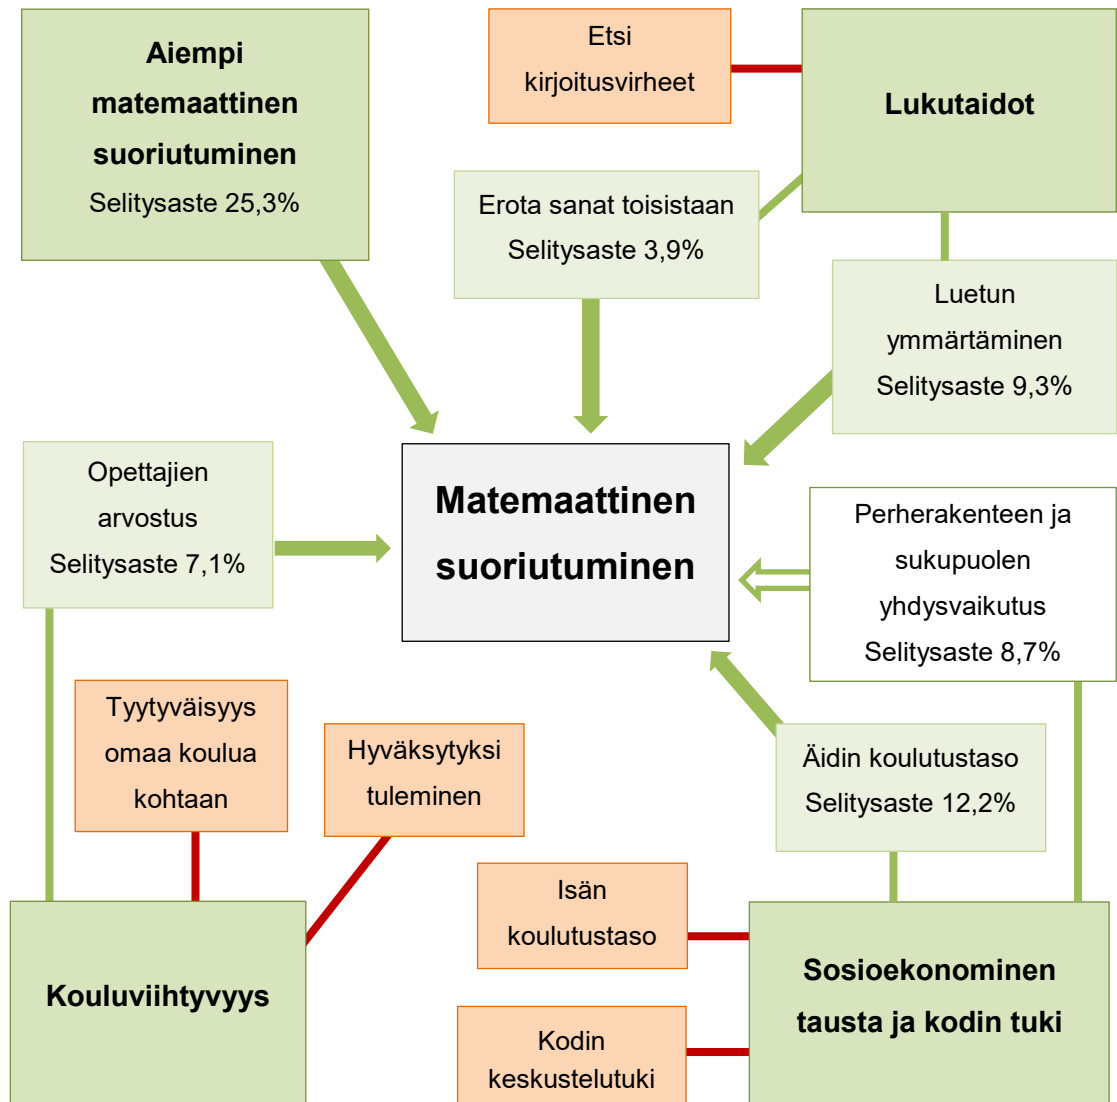 Aiempi
matemaattinen
suoriutuminen
Selitysaste 25,3%
Etsi
kirjoitusvirheet
Lukutaidot
Erota sanat toisistaan
Selitysaste 3,9%
Luetun
ymmärtäminen
Selitysaste 9,3%
Opettajien
arvostus
Selitysaste 7,1%
Matemaattinen
suoriutuminen
Perherakenteen ja
sukupuolen
yhdysvaikutus
Selitysaste 8,7%
Tyytyväisyys
omaa koulua
kohtaan
Hyväksytyksi
tuleminen
Äidin koulutustaso
Selitysaste 12,2%
Isän
koulutustaso
Kouluviihtyvyys
Sosioekonominen
tausta ja kodin tuki
Kodin
keskustelutuki